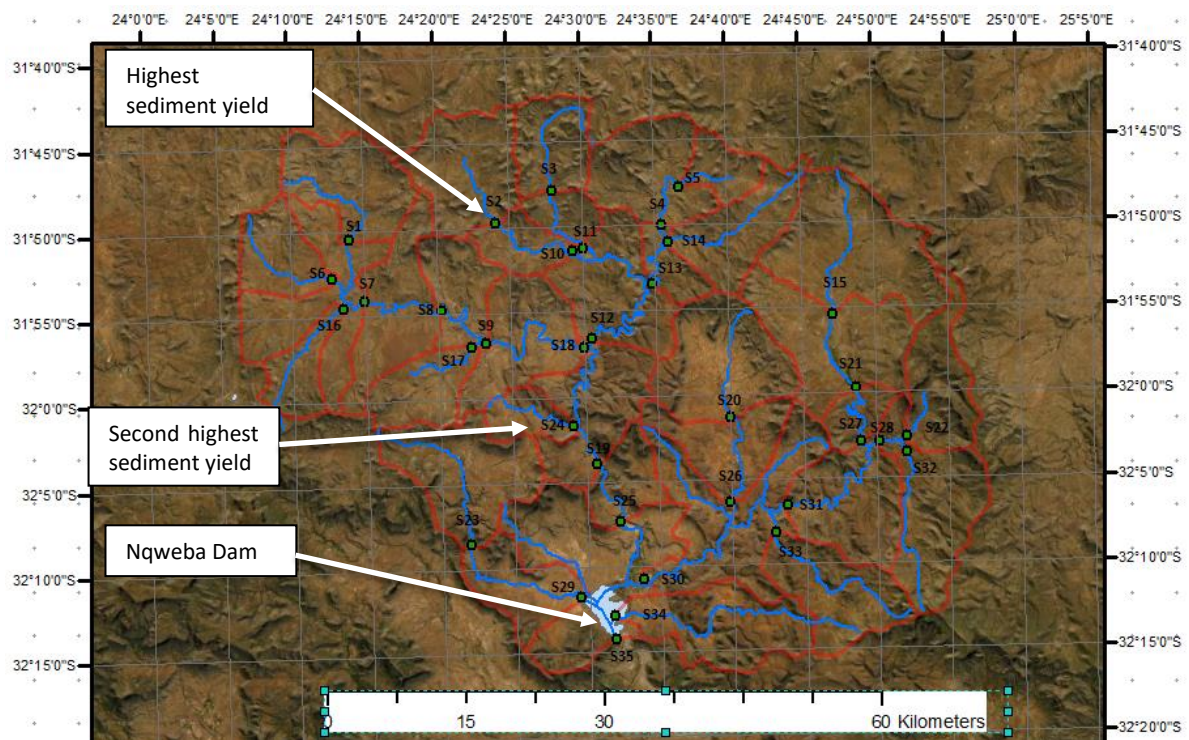 24°0'0"E 24°5'0"E 24°10'0"E 24°15'0"E 24°20'0"E 24°25'0"E 24°30'0"E 24°35'0"E 24°40'0"E 24°45'0"E 24°50'0"E 24°55'0"E 25°0'0"E 25°5'0"E
31°40'0"S
31°40'0"S
Highest
sediment yield
31°45'0"S
31°45'0"S
S3
S5
S2
S4
31°50'0"S
31°50'0"S
S1
S11
S10
S14
S13
S6
S7
S15
31°55'0"S
31°55'0"S
S16
S8
S12
S9
S18
S17
S21
32°0'0"S
32°0'0"S
S20
Second highest
sediment yield
S24
S27
S28
S22
S19
S32
32°5'0"S
32°5'0"S
S26
S25
S31
S23
S33
Nqweba Dam
32°10'0"S
32°10'0"S
S29
S30
S34
32°15'0"S
32°15'0"S
S35
0 15 30 60 Kilometers
32°20'0"S